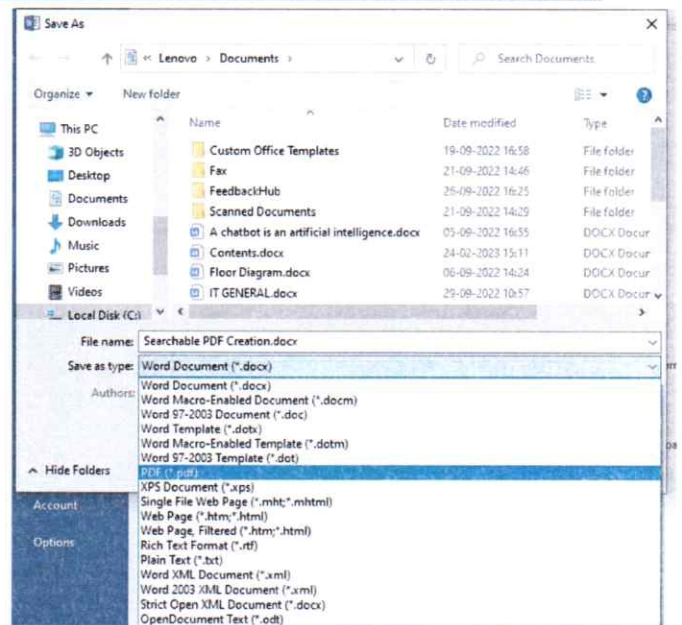 Save As
« Lenovo › Documents ›
Search Documents
Organize
New folder
Name
Date modified
Type
This PC
3D Objects
Desktop
Documents
Downloads
Music
Pictures
Videos
Local Disk (C:)
Custom Office Templates 19-09-2022 16:58 File folder
Fax 21-09-2022 14:46 File folder
FeedbackHub 26-09-2022 16:25 File folder
Scanned Documents 21-09-2022 14:29 File folder
A chatbot is an artificial intelligence.docx 05-09-2022 16:55 DOCX Docur
Contents.docx 24-02-2023 15:11 DOCX Docur
Floor Diagram.docx 06-09-2022 14:24 DOCX Docur
IT GENERAL.docx 29-09-2022 10:57 DOCX Docur
File name: Searchable PDF Creation.docx
Save as type: Word Document (*.docx)
Authors:
Word Document (*.docx)
Word Macro-Enabled Document (*.docm)
Word 97-2003 Document (*.doc)
Word Template (*.dotx)
Word Macro-Enabled Template (*.dotm)
Word 97-2003 Template (*.dot)
PDF (*.pdf)
XPS Document (*.xps)
Single File Web Page (*.mht;*.mhtml)
Web Page (*.htm;*.html)
Web Page, Filtered (*.htm;*.html)
Rich Text Format (*.rtf)
Plain Text (*.txt)
Word XML Document (*.xml)
Word 2003 XML Document (*.xml)
Strict Open XML Document (*.docx)
OpenDocument Text (*.odt)
Hide Folders
Account
Options